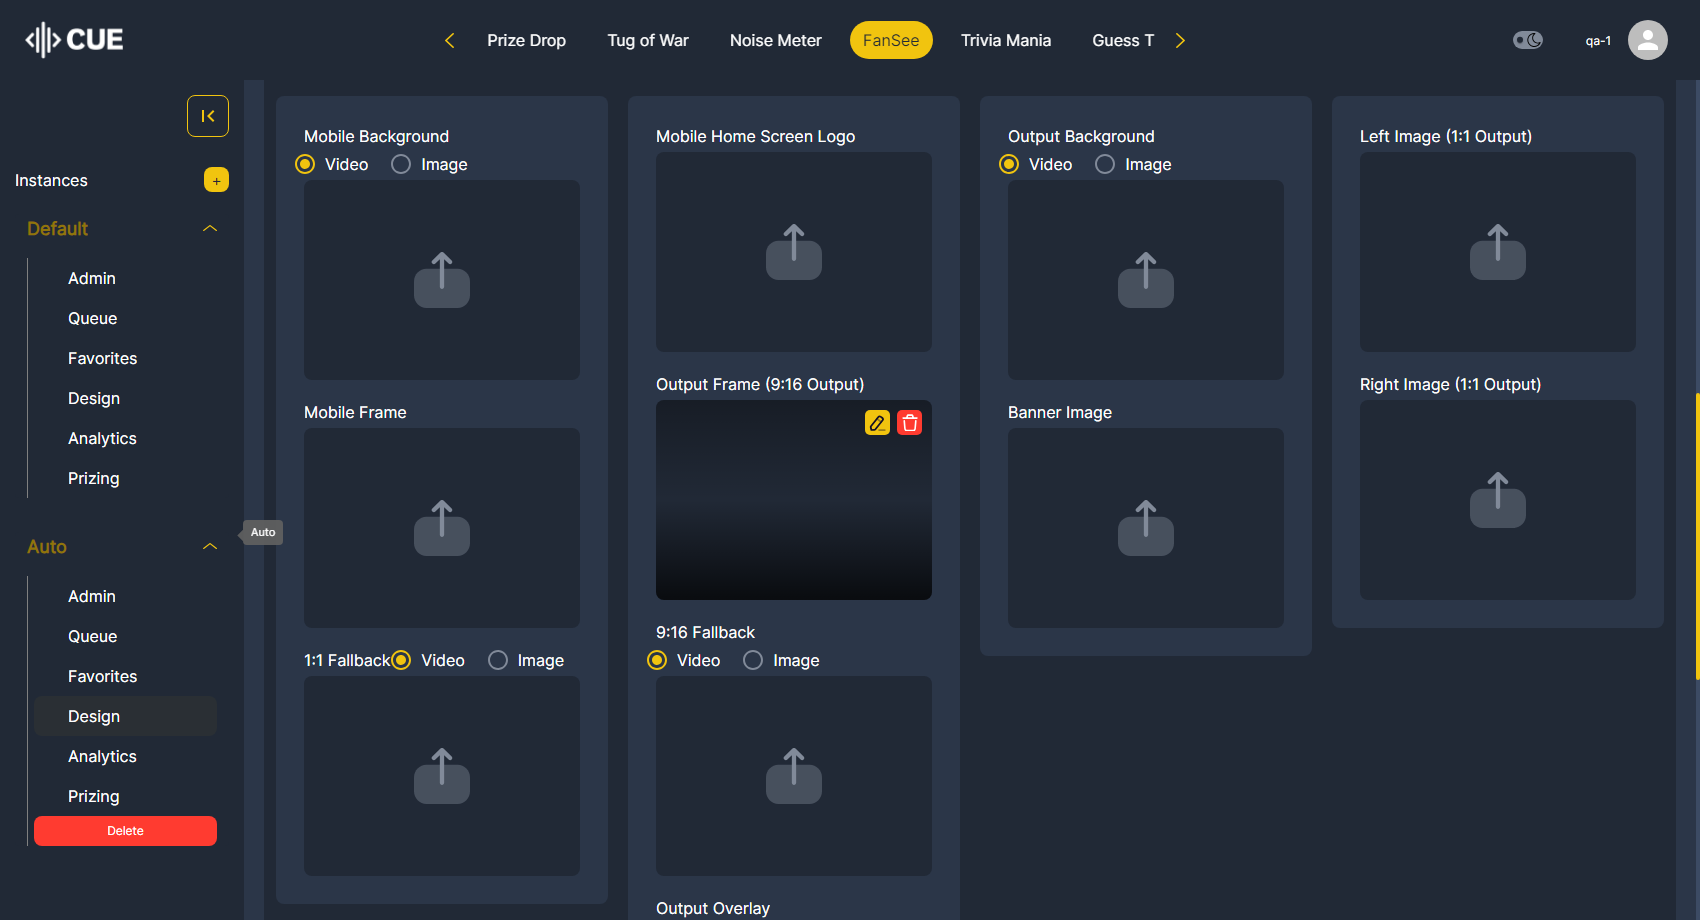 CUE
Prize Drop
Tug of War
Noise Meter
FanSee
Trivia Mania
Guess T
qa-1
Instances
+
Default
Admin
Queue
Favorites
Design
Analytics
Prizing
Auto
Auto
Admin
Queue
Favorites
Design
Analytics
Prizing
Delete
Mobile Background
Video
Image
Mobile Frame
1:1 Fallback
Video
Image
Mobile Home Screen Logo
Output Frame (9:16 Output)
9:16 Fallback
Video
Image
Output Overlay
Output Background
Video
Image
Banner Image
Left Image (1:1 Output)
Right Image (1:1 Output)